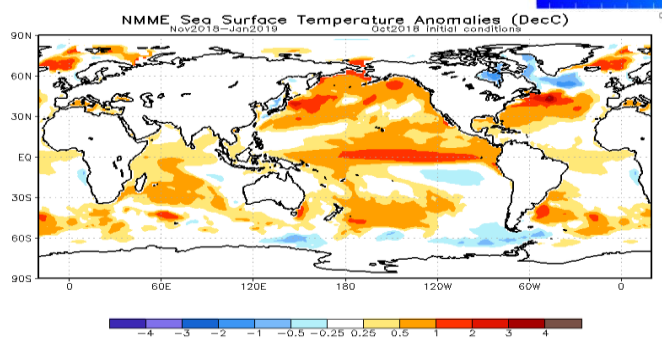 NMME Sea Surface Temperature Anomalies (DecC)
Nov2018-Jan2019 Oct2018 initial conditions
90N
60N
30N
EQ
30S
60S
90S
0 60E 120E 180 120W 60W 0
-4 -3 -2 -1 -0.5 -0.25 0.25 0.5 1 2 3 4